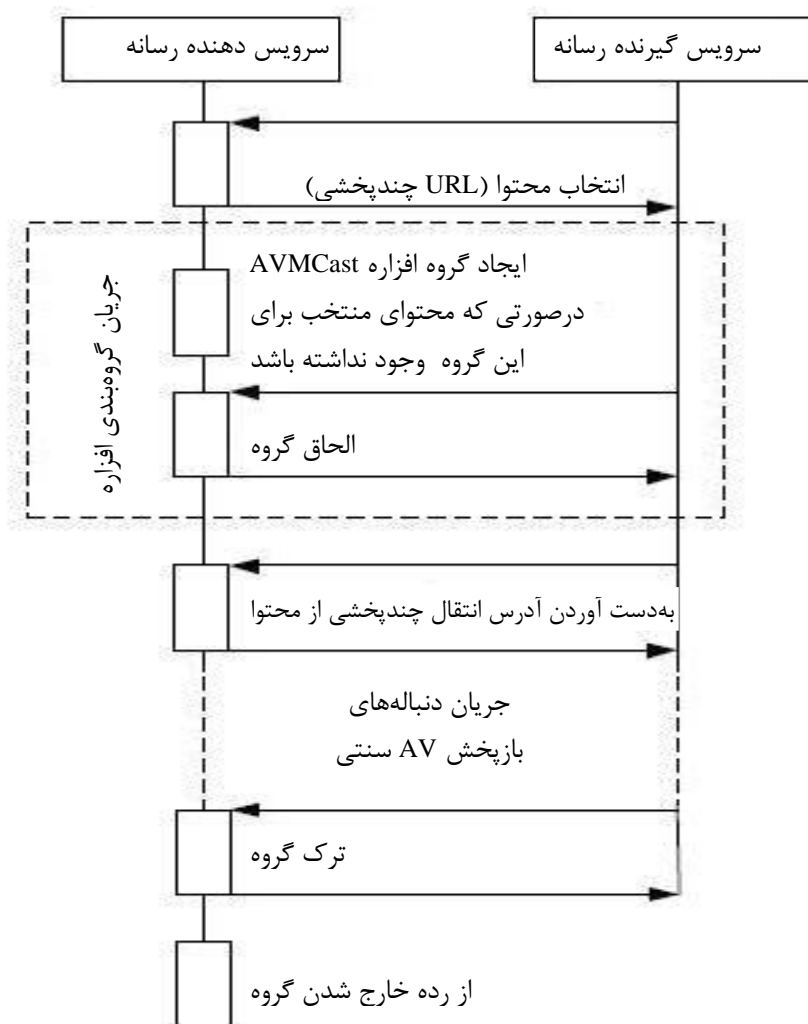 سرویس گیرنده رسانه
سرویس دهنده رسانه
انتخاب محتوا (URL چندپخشی)
جریان گروه‌بندی افزاره
ایجاد گروه افزاره AVMCast
درصورتی که محتوای منتخب برای
این گروه وجود نداشته باشد
الحاق گروه
به‌دست آوردن آدرس انتقال چندپخشی از محتوا
جریان دنباله‌های
بازپخش AV سنتی
ترک گروه
از رده خارج شدن گروه